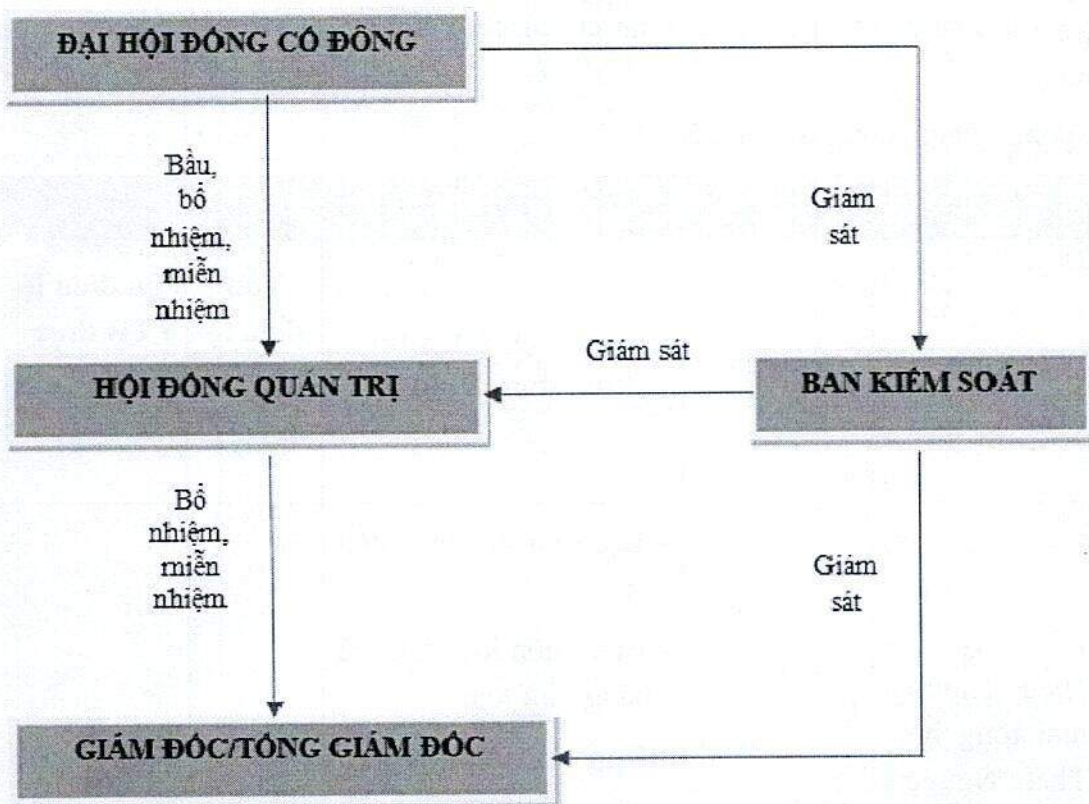 ĐẠI HỘI ĐỒNG CỔ ĐÔNG
Bầu,
bổ
nhiệm,
miễn
nhiệm
Giám
sát
Giám sát
HỘI ĐỒNG QUẢN TRỊ
BAN KIỂM SOÁT
Bổ
nhiệm,
miễn
nhiệm
Giám
sát
GIÁM ĐỐC/TỔNG GIÁM ĐỐC